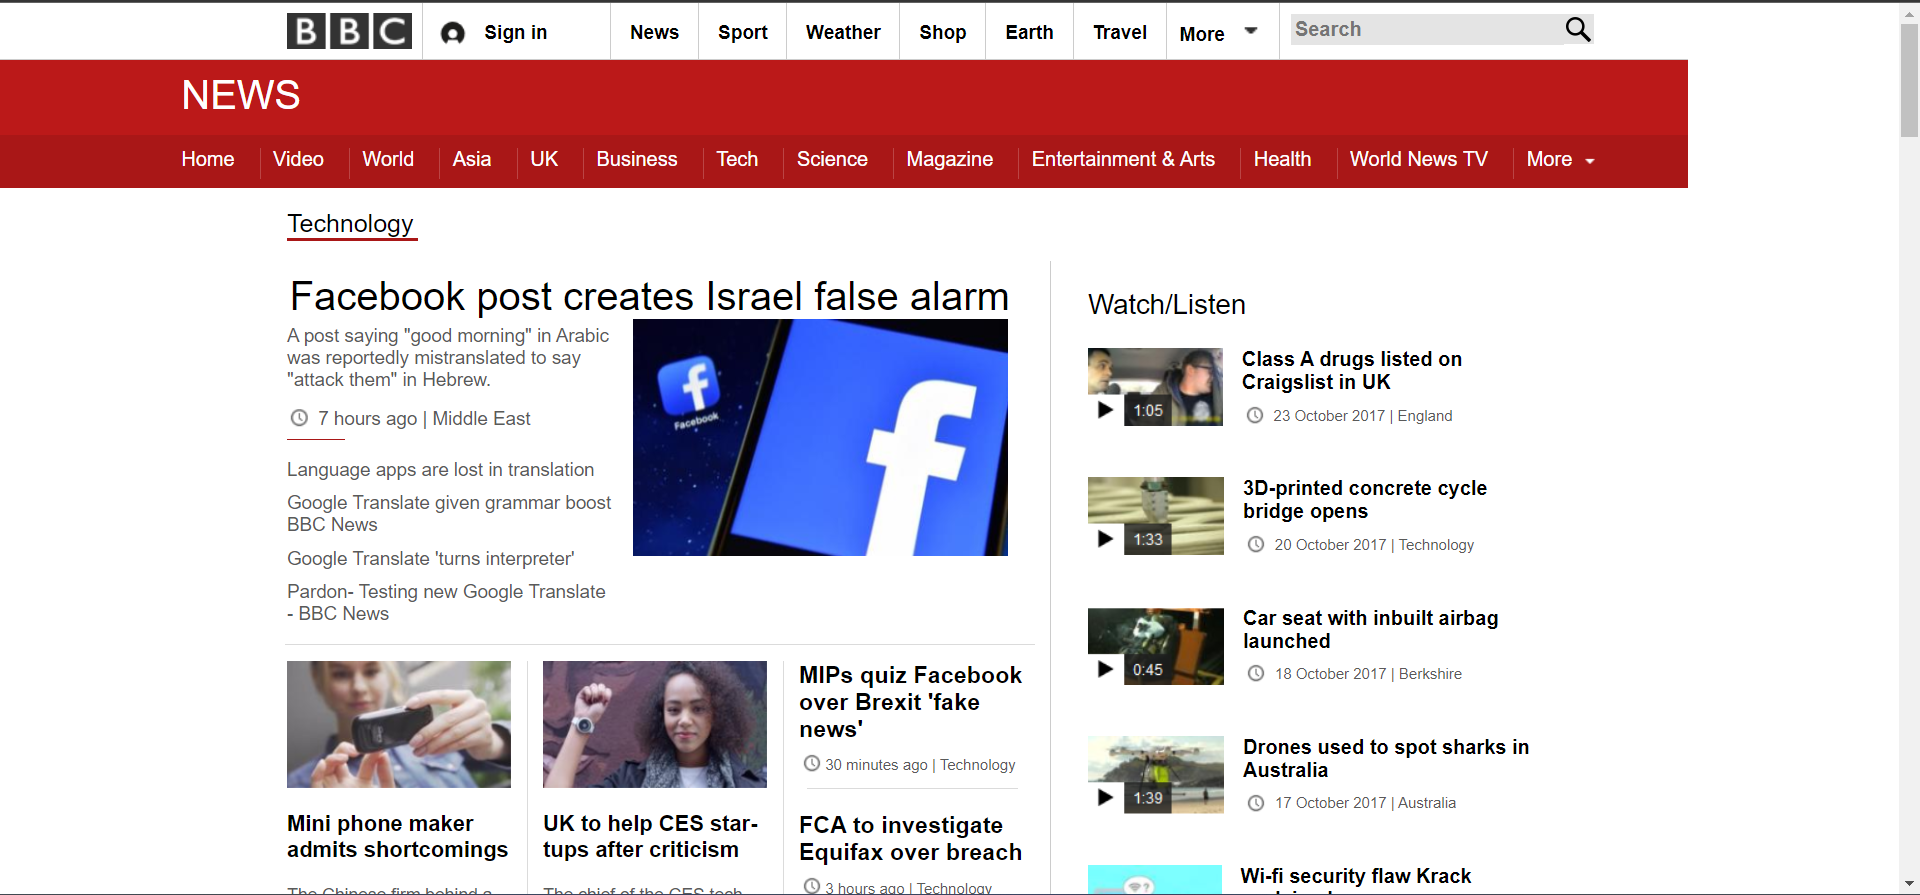 BBC
Sign in
News
Sport
Weather
Shop
Earth
Travel
More
Search
NEWS
Home
Video
World
Asia
UK
Business
Tech
Science
Magazine
Entertainment & Arts
Health
World News TV
More
Technology
Facebook post creates Israel false alarm
A post saying "good morning" in Arabic
was reportedly mistranslated to say
"attack them" in Hebrew.
7 hours ago | Middle East
Language apps are lost in translation
Google Translate given grammar boost
BBC News
Google Translate 'turns interpreter'
Pardon- Testing new Google Translate
- BBC News
Facebook
Mini phone maker
admits shortcomings
The Chinese firm behind a
UK to help CES star-
tups after criticism
The chief of the CES tech
MIPs quiz Facebook
over Brexit 'fake
news'
30 minutes ago | Technology
FCA to investigate
Equifax over breach
3 hours ago | Technology
Watch/Listen
1:05
Class A drugs listed on
Craigslist in UK
23 October 2017 | England
1:33
3D-printed concrete cycle
bridge opens
20 October 2017 | Technology
0:45
Car seat with inbuilt airbag
launched
18 October 2017 | Berkshire
1:39
Drones used to spot sharks in
Australia
17 October 2017 | Australia
Wi-fi security flaw Krack